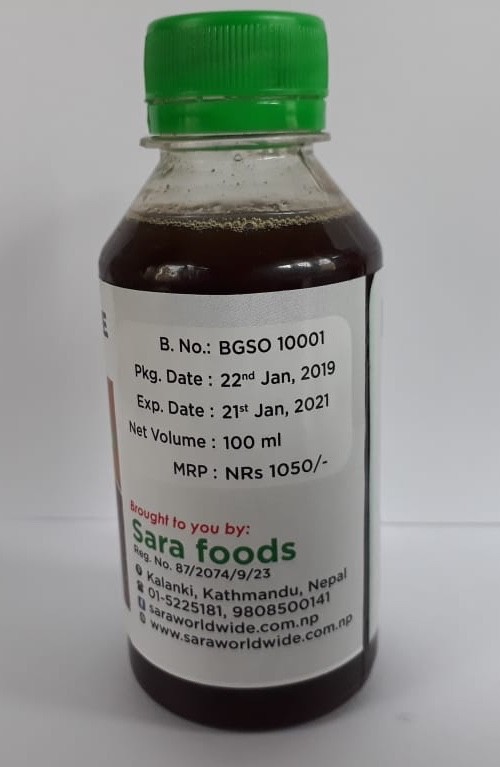 B. No.: BGSO 10001
Pkg. Date : 22nd Jan, 2019
Exp. Date : 21st Jan, 2021
Net Volume : 100 ml
MRP : NRs 1050/-
Brought to you by:
Sara foods
Reg. No. 87/2074/9/23
Kalanki, Kathmandu, Nepal
01-5225181, 9808500141
saraworldwide.com.np
www.saraworldwide.com.np